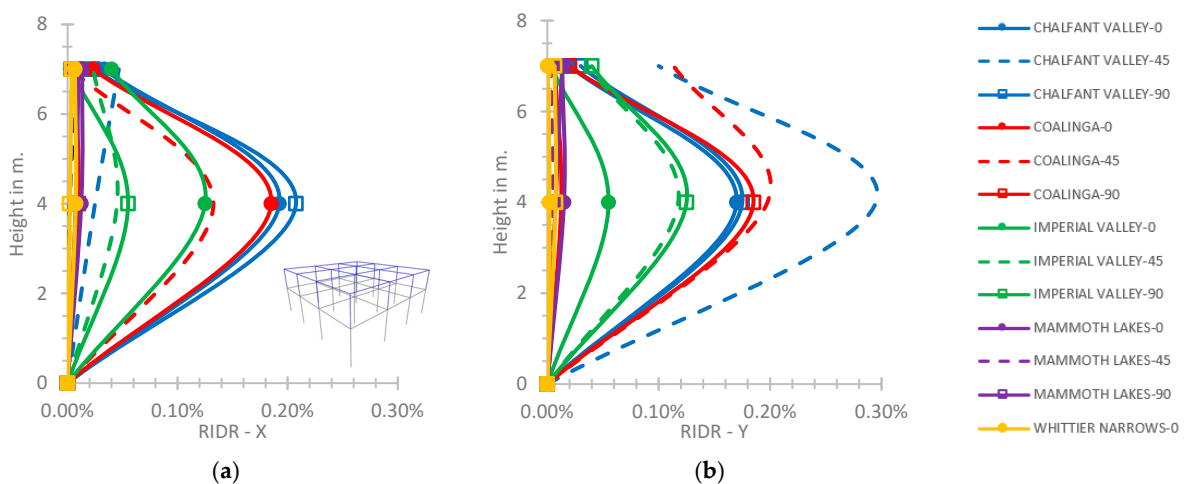 8
6
4
2
0
Height in m.
0.00%
0.10%
0.20%
0.30%
RIDR - X
(a)
8
6
4
2
0
Height in m.
0.00%
0.10%
0.20%
0.30%
RIDR - Y
(b)
CHALFANT VALLEY-0
CHALFANT VALLEY-45
CHALFANT VALLEY-90
COALINGA-0
COALINGA-45
COALINGA-90
IMPERIAL VALLEY-0
IMPERIAL VALLEY-45
IMPERIAL VALLEY-90
MAMMOTH LAKES-0
MAMMOTH LAKES-45
MAMMOTH LAKES-90
WHITTIER NARROWS-0